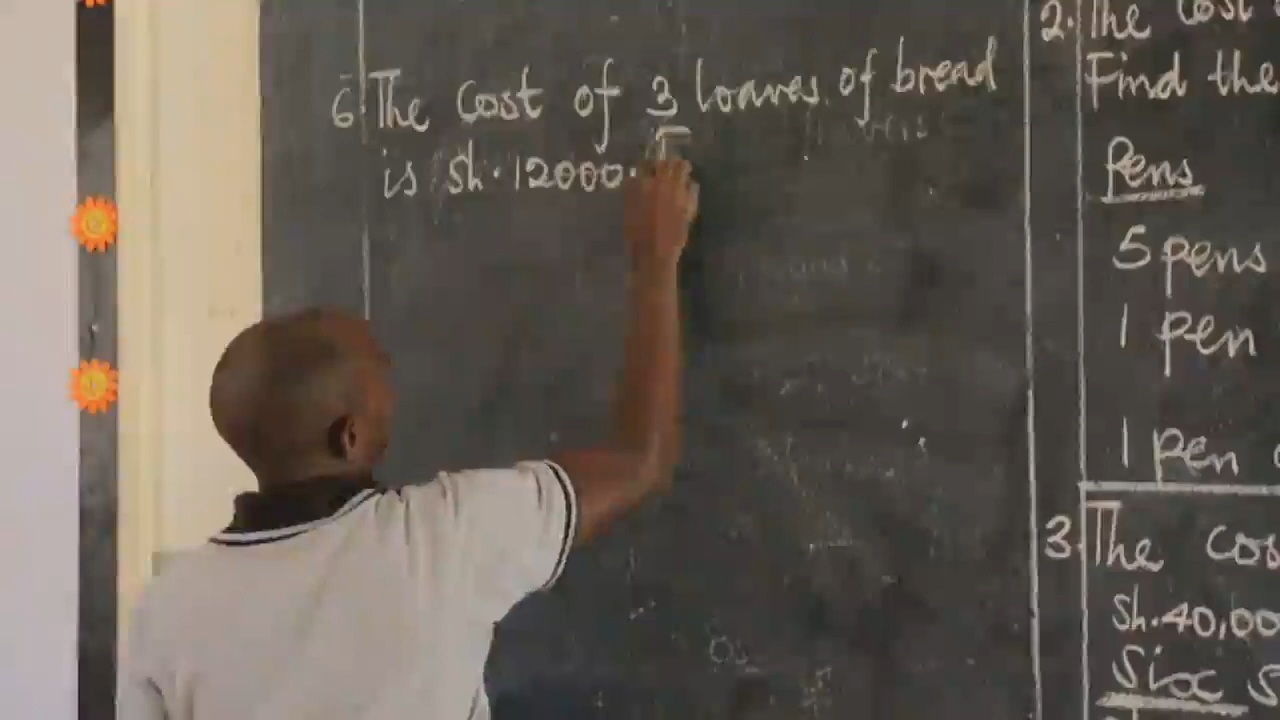 6. The Cost of 3 loaves of bread
is Sh. 12000.
2. The Cost
Find the
Pens
5 pens
1 pen
1 pen
3. The
Sh. 40,00
Six